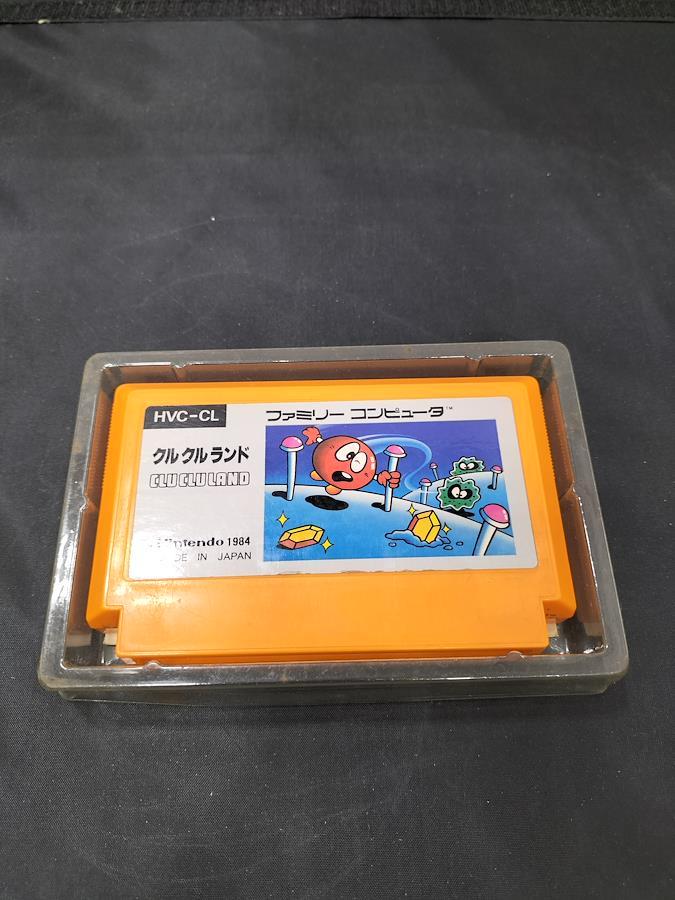 HVC-CL
ファミリー コンピュータ™
クルクルランド
CLU CLU LAND
Nintendo 1984
IN JAPAN